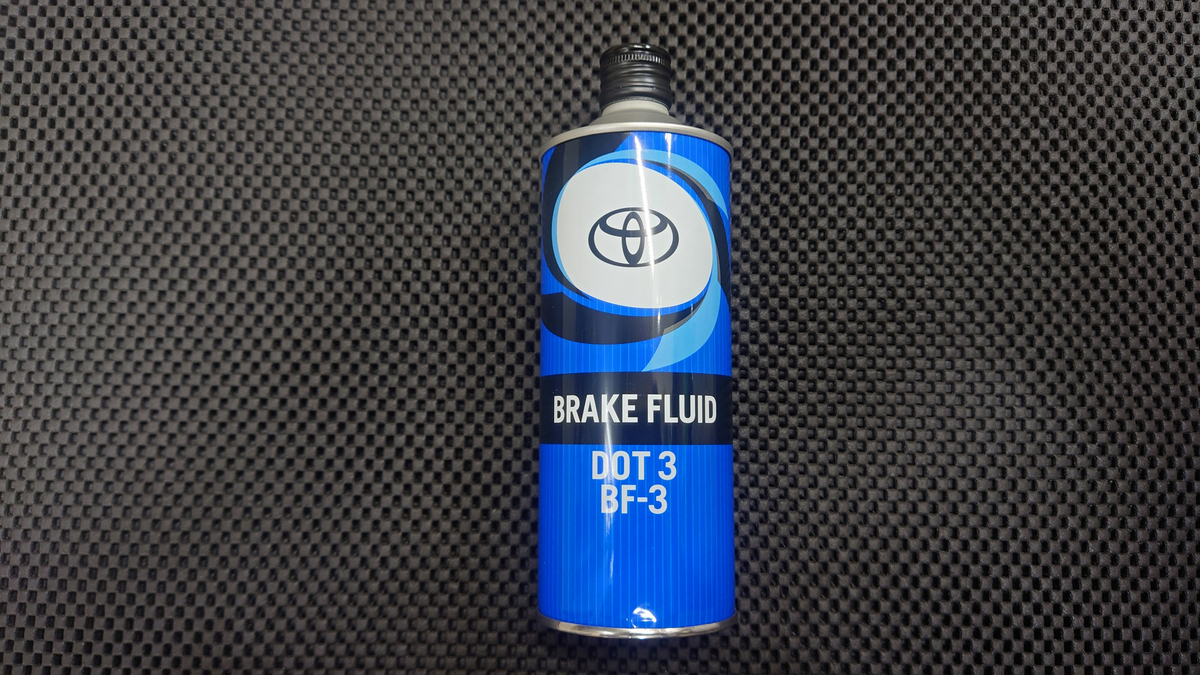 BRAKE FLUID
DOT 3
BF-3